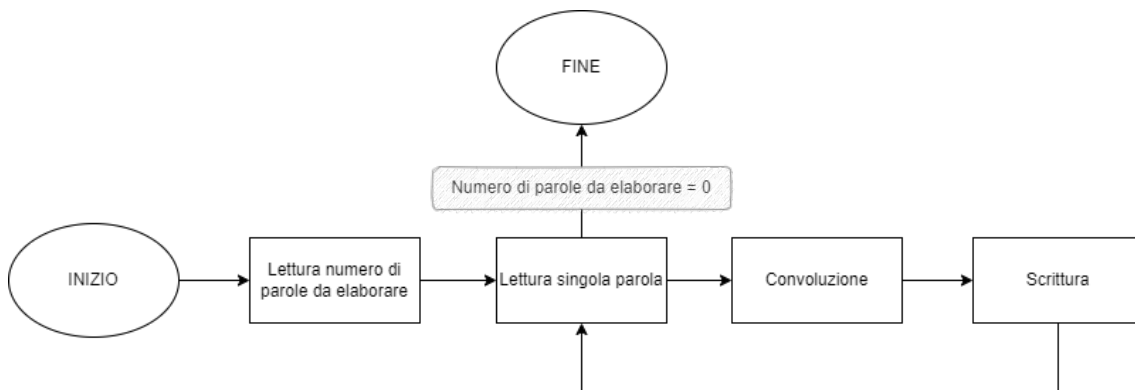 FINE
Numero di parole da elaborare = 0
INIZIO
Lettura numero di
parole da elaborare
Lettura singola parola
Convoluzione
Scrittura